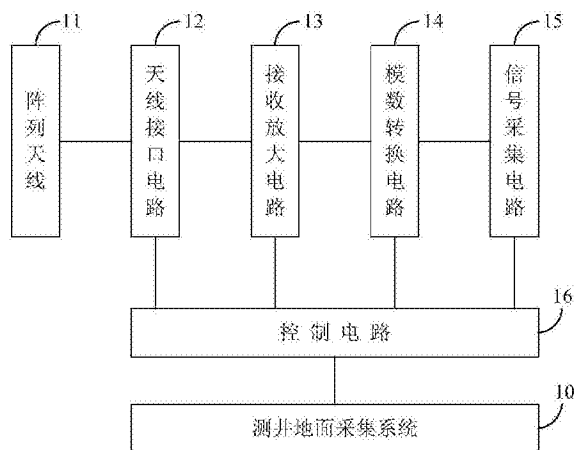 11
12
13
14
15
阵列天线
天线接口电路
接收放大电路
模数转换电路
信号采集电路
16
控制电路
10
测井地面采集系统